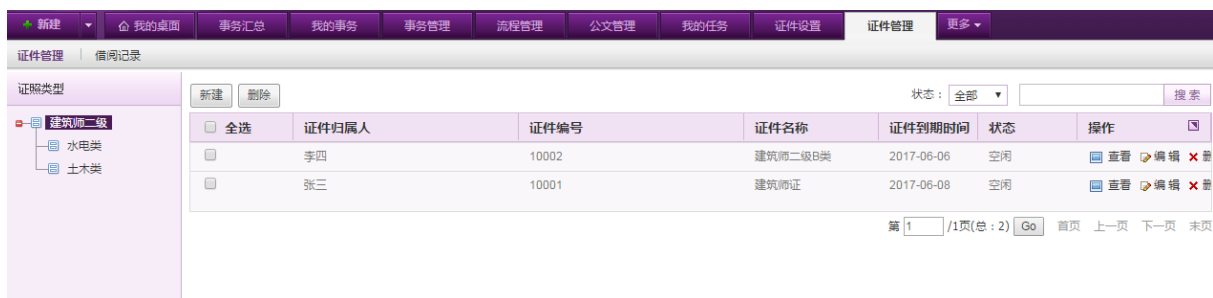 新建 我的桌面 事务汇总 我的事务 事务管理 流程管理 公文管理 我的任务 证件设置 证件管理 更多
证件管理 借阅记录
证照类型
建筑师二级
水电类
土木类
新建 删除 状态： 全部 搜索
全选 证件归属人 证件编号 证件名称 证件到期时间 状态 操作
李四 10002 建筑师二级B类 2017-06-06 空闲 查看 编辑
张三 10001 建筑师证 2017-06-08 空闲 查看 编辑
第 1 /1页(总：2) Go 首页 上一页 下一页 末页